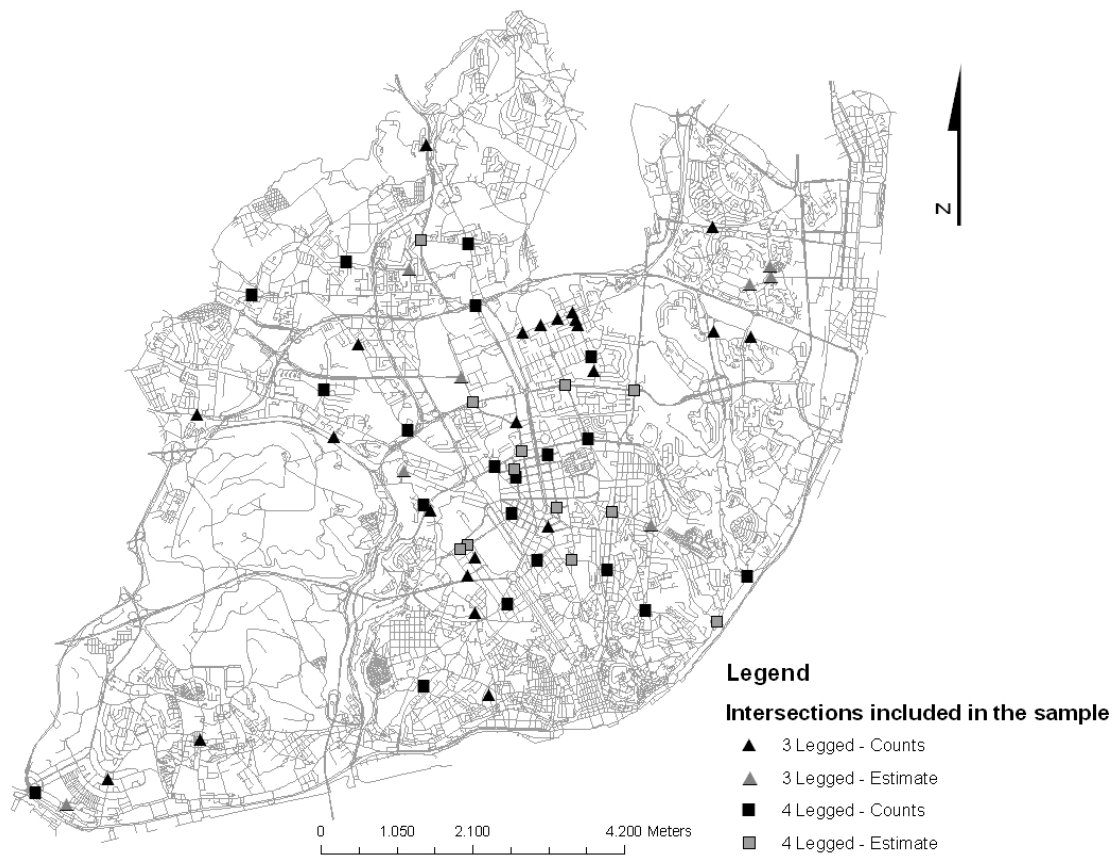 Z
Legend
Intersections included in the sample
3 Legged - Counts
3 Legged - Estimate
4 Legged - Counts
4 Legged - Estimate
0 1.050 2.100 4.200 Meters